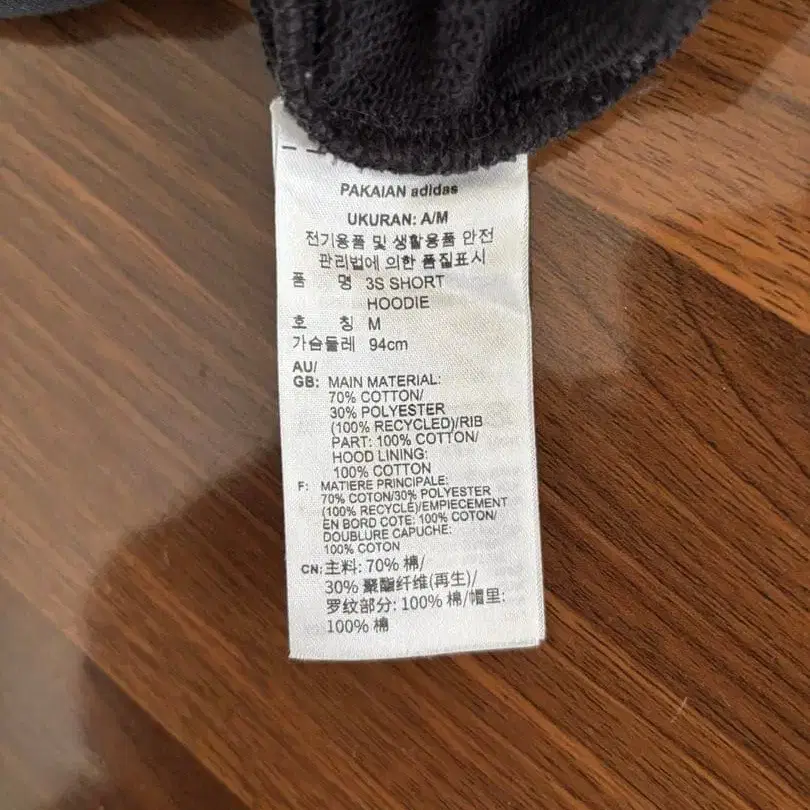 PAKAIAN adidas
UKURAN: A/M
전기용품 및 생활용품 안전
관리법에 의한 품질표시
품 명 3S SHORT
HOODIE
호 칭 M
가슴둘레 94cm
AU/
GB: MAIN MATERIAL:
70% COTTON/
30% POLYESTER
(100% RECYCLED)/RIB
PART: 100% COTTON/
HOOD LINING:
100% COTTON
F: MATIERE PRINCIPALE:
70% COTON/30% POLYESTER
(100% RECYCLÉ)/EMPIECEMENT
EN BORD COTE: 100% COTON/
DOUBLURE CAPUCHE:
100% COTON
CN: 主料: 70% 棉/
30% 聚酯纤维(再生)/
罗纹部分: 100% 棉/帽里:
100% 棉